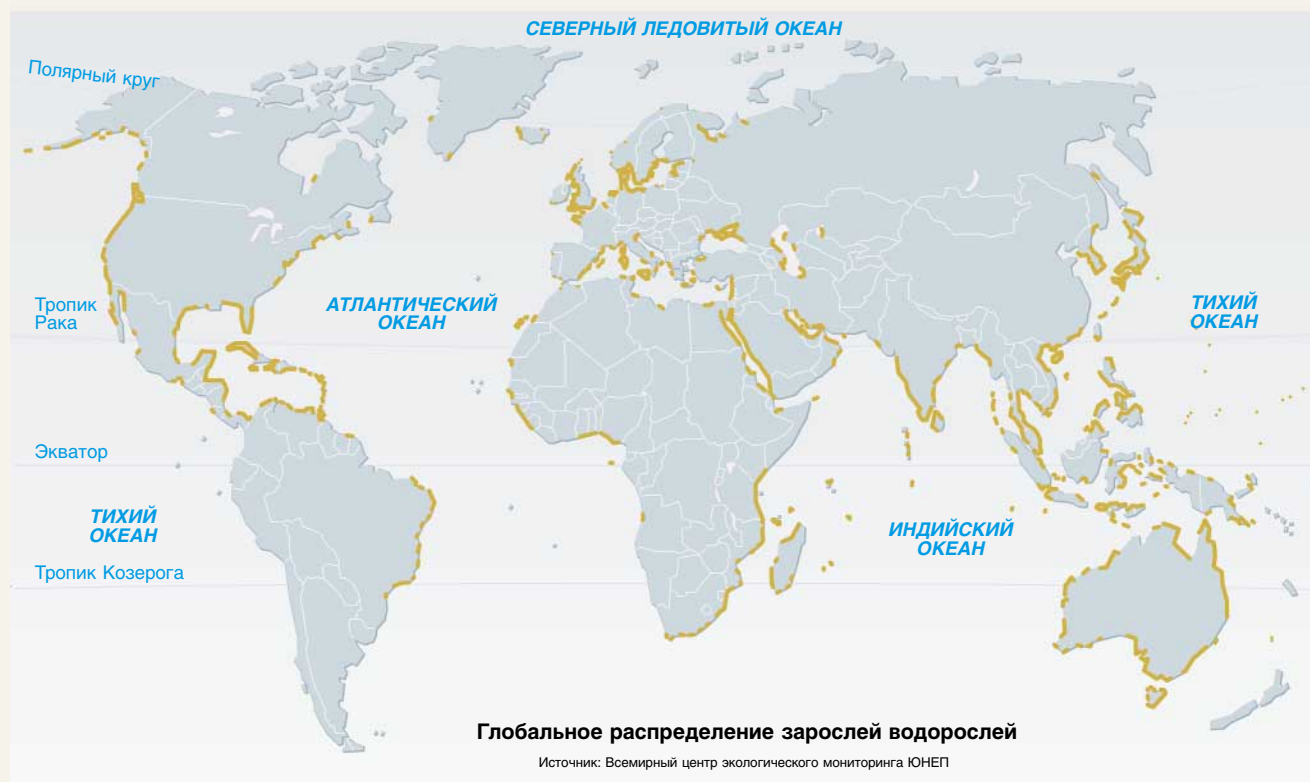 СЕВЕРНЫЙ ЛЕДОВИТЫЙ ОКЕАН
Полярный круг
Тропик
Рака
АТЛАНТИЧЕСКИЙ
ОКЕАН
ТИХИЙ
ОКЕАН
Экватор
ТИХИЙ
ОКЕАН
ИНДИЙСКИЙ
ОКЕАН
Тропик Козерога
Глобальное распределение зарослей водорослей
Источник: Всемирный центр экологического мониторинга ЮНЕП